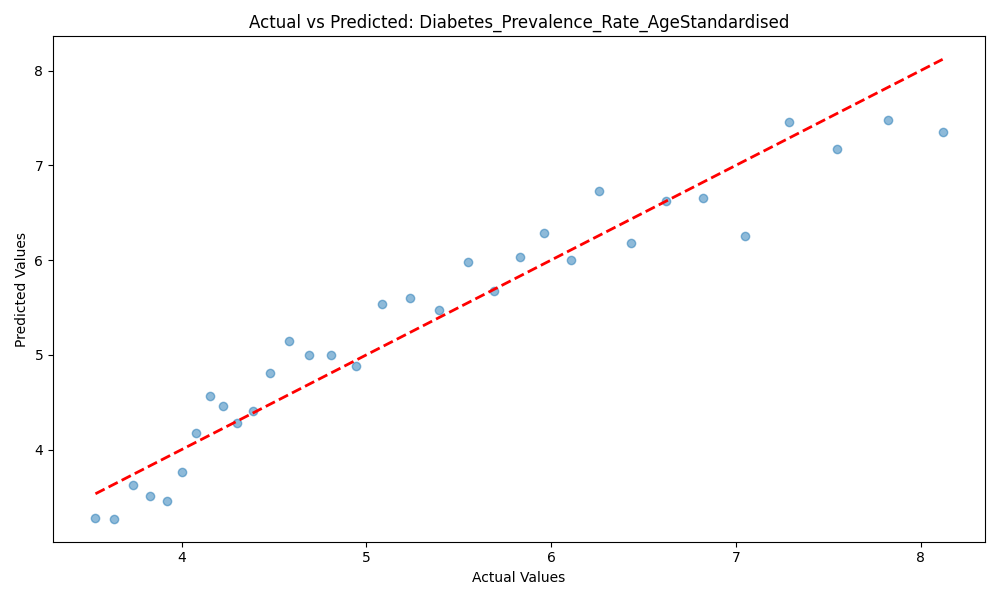 Actual vs Predicted: Diabetes_Prevalence_Rate_AgeStandardised
8
7
6
5
4
Predicted Values
4 5 6 7 8
Actual Values